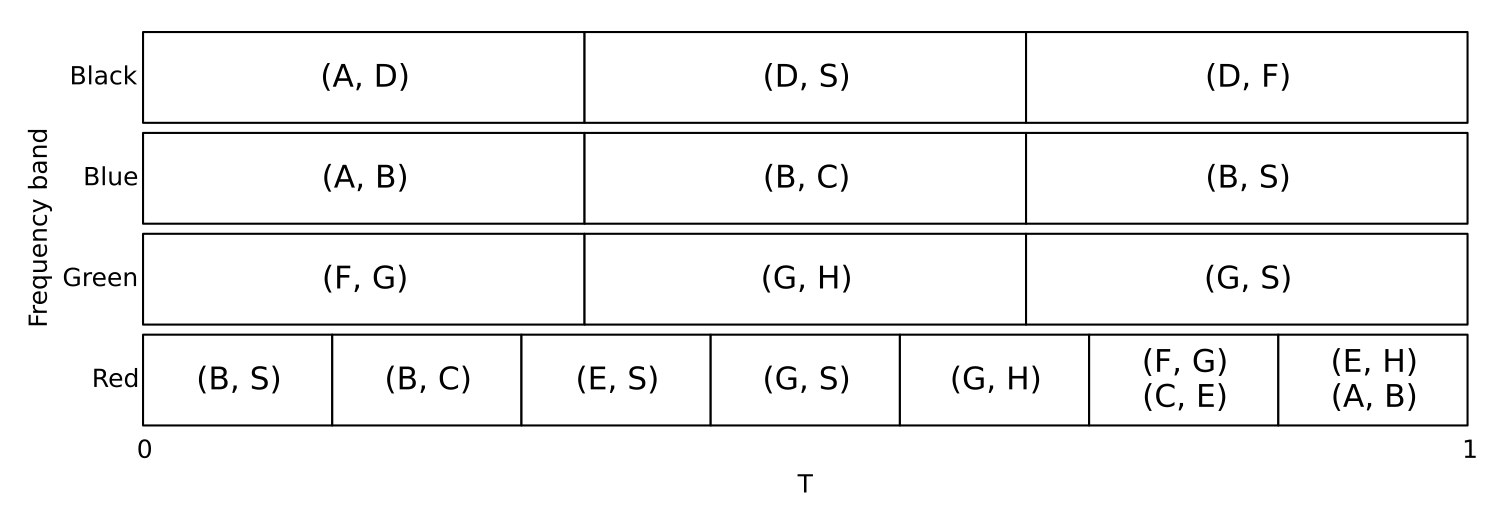 Frequency band
Black
(A, D)
(D, S)
(D, F)
Blue
(A, B)
(B, C)
(B, S)
Green
(F, G)
(G, H)
(G, S)
Red
(B, S)
(B, C)
(E, S)
(G, S)
(G, H)
(F, G)
(C, E)
(E, H)
(A, B)
0
1
T